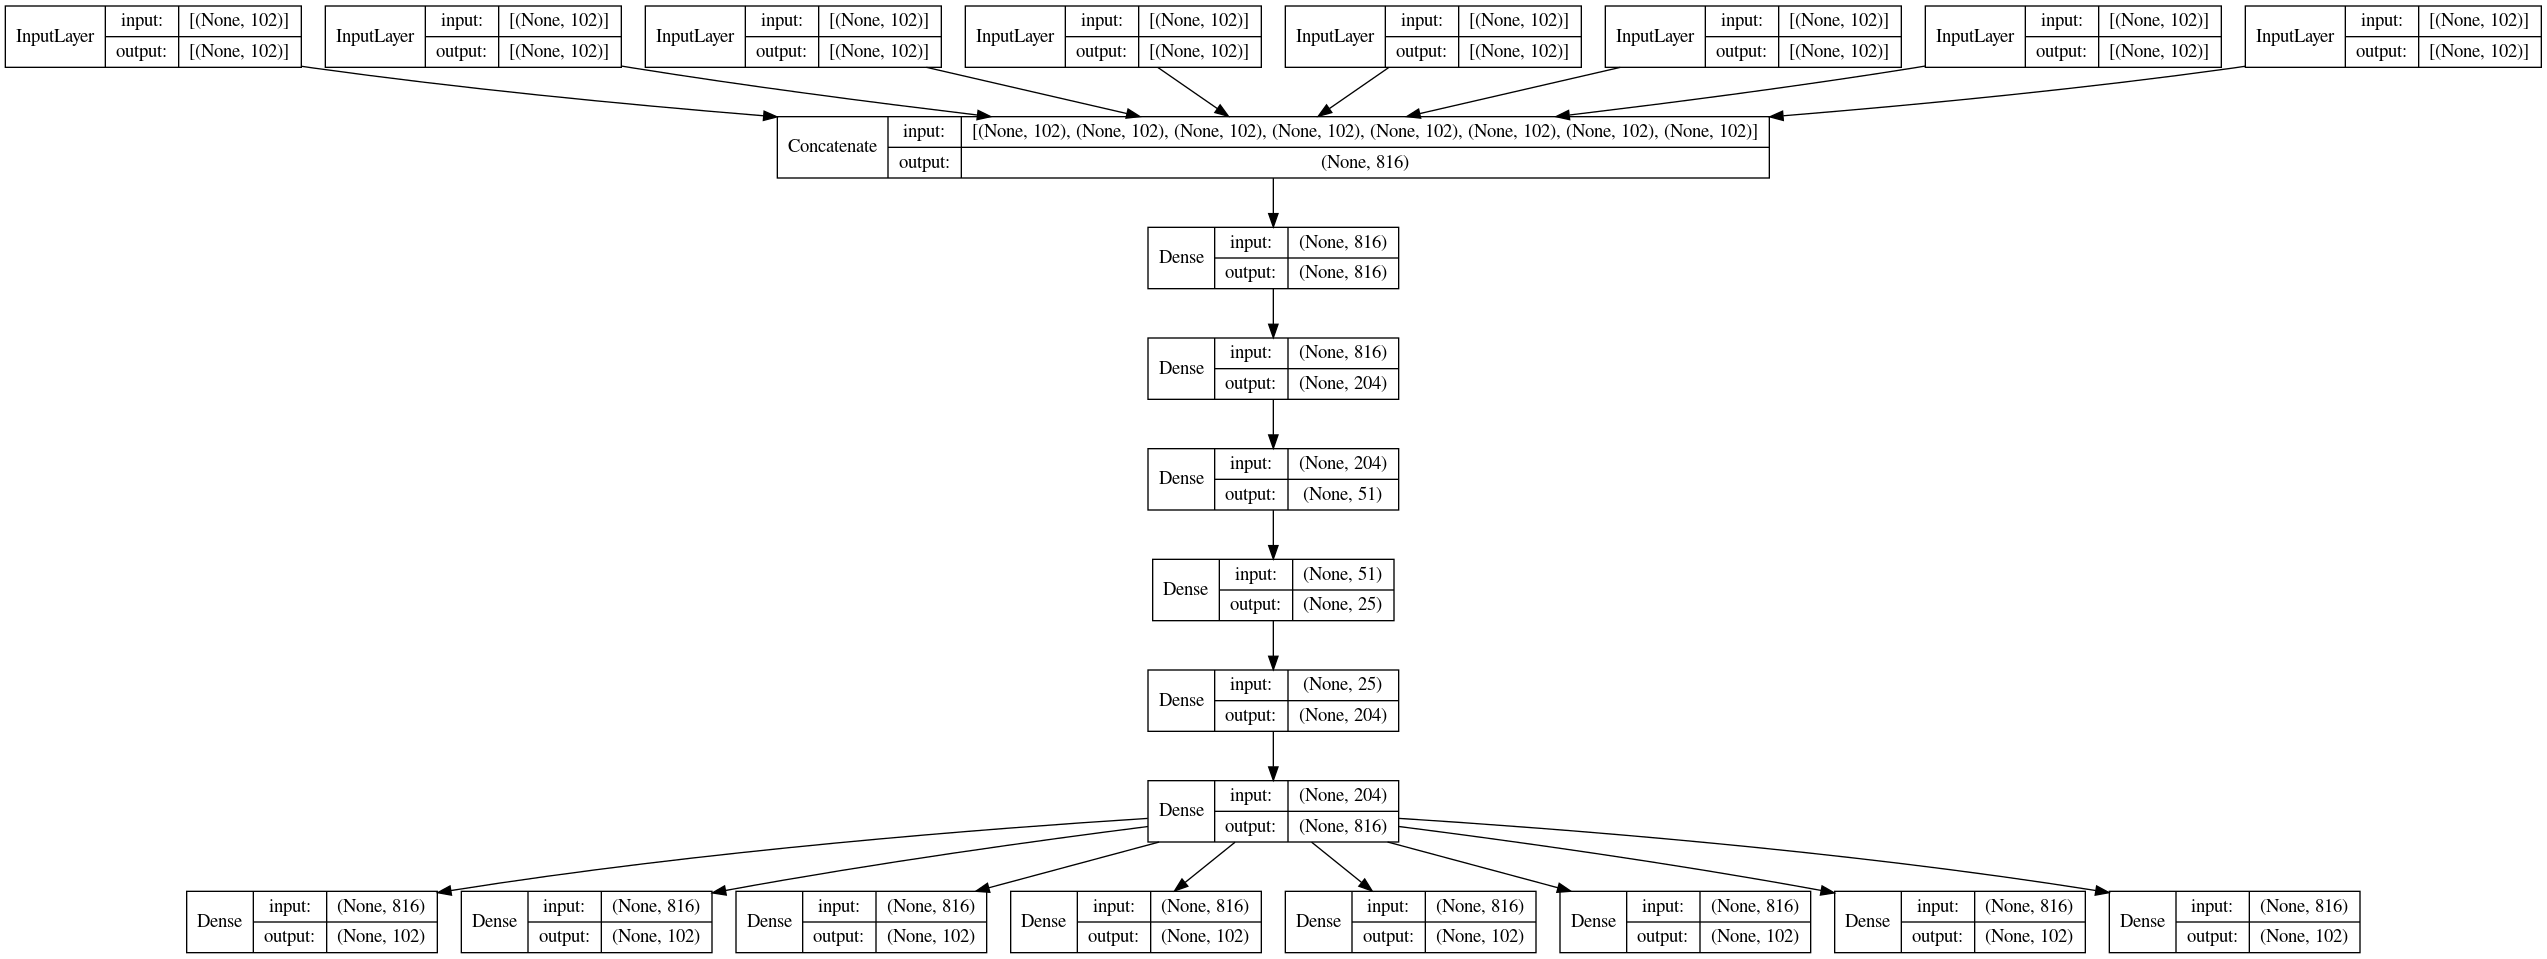 InputLayer input: [(None, 102)] output: [(None, 102)]
InputLayer input: [(None, 102)] output: [(None, 102)]
InputLayer input: [(None, 102)] output: [(None, 102)]
InputLayer input: [(None, 102)] output: [(None, 102)]
InputLayer input: [(None, 102)] output: [(None, 102)]
InputLayer input: [(None, 102)] output: [(None, 102)]
InputLayer input: [(None, 102)] output: [(None, 102)]
InputLayer input: [(None, 102)] output: [(None, 102)]
Concatenate input: [(None, 102), (None, 102), (None, 102), (None, 102), (None, 102), (None, 102), (None, 102), (None, 102)] output: (None, 816)
Dense input: (None, 816) output: (None, 816)
Dense input: (None, 816) output: (None, 204)
Dense input: (None, 204) output: (None, 51)
Dense input: (None, 51) output: (None, 25)
Dense input: (None, 25) output: (None, 204)
Dense input: (None, 204) output: (None, 816)
Dense input: (None, 816) output: (None, 102)
Dense input: (None, 816) output: (None, 102)
Dense input: (None, 816) output: (None, 102)
Dense input: (None, 816) output: (None, 102)
Dense input: (None, 816) output: (None, 102)
Dense input: (None, 816) output: (None, 102)
Dense input: (None, 816) output: (None, 102)
Dense input: (None, 816) output: (None, 102)